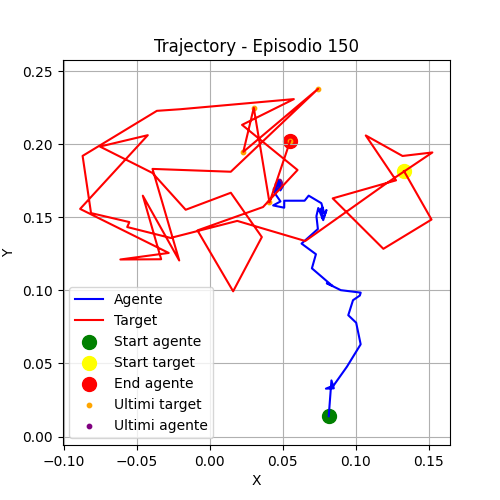 Trajectory - Episodio 150
0.25
0.20
0.15
0.10
0.05
0.00
Y
−0.10
−0.05
0.00
0.05
0.10
0.15
X
Agente
Target
Start agente
Start target
End agente
Ultimi target
Ultimi agente